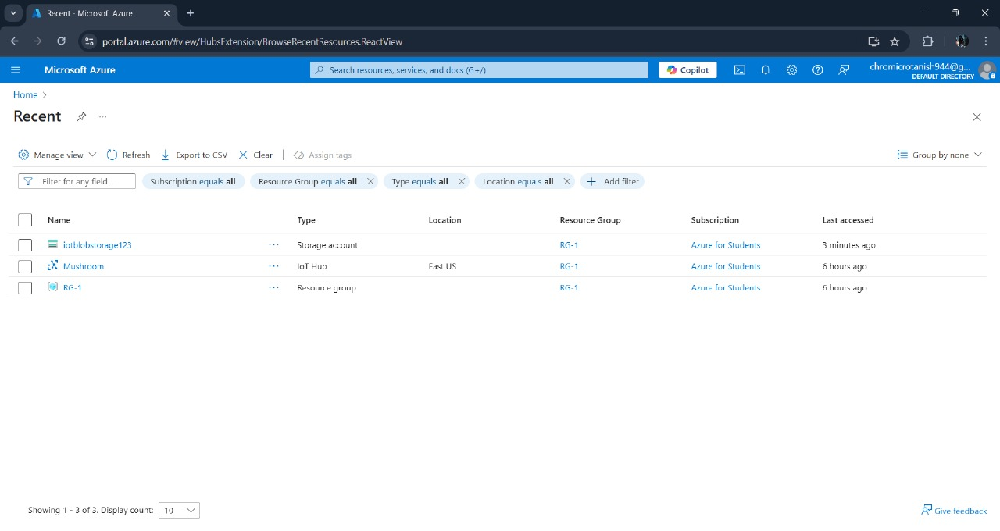 Recent - Microsoft Azure
portal.azure.com/#view/HubsExtension/BrowseRecentResources.ReactView
Microsoft Azure Search resources, services, and docs (G+/) Copilot chromicrotanish944@g...
DEFAULT DIRECTORY
Home
Recent
Manage view Refresh Export to CSV Clear Assign tags Group by none
Filter for any field... Subscription equals all Resource Group equals all Type equals all Location equals all Add filter
Name Type Location Resource Group Subscription Last accessed
iotblobstorage123 Storage account RG-1 Azure for Students 3 minutes ago
Mushroom IoT Hub East US RG-1 Azure for Students 6 hours ago
RG-1 Resource group RG-1 Azure for Students 6 hours ago
Showing 1 - 3 of 3. Display count: 10 Give feedback